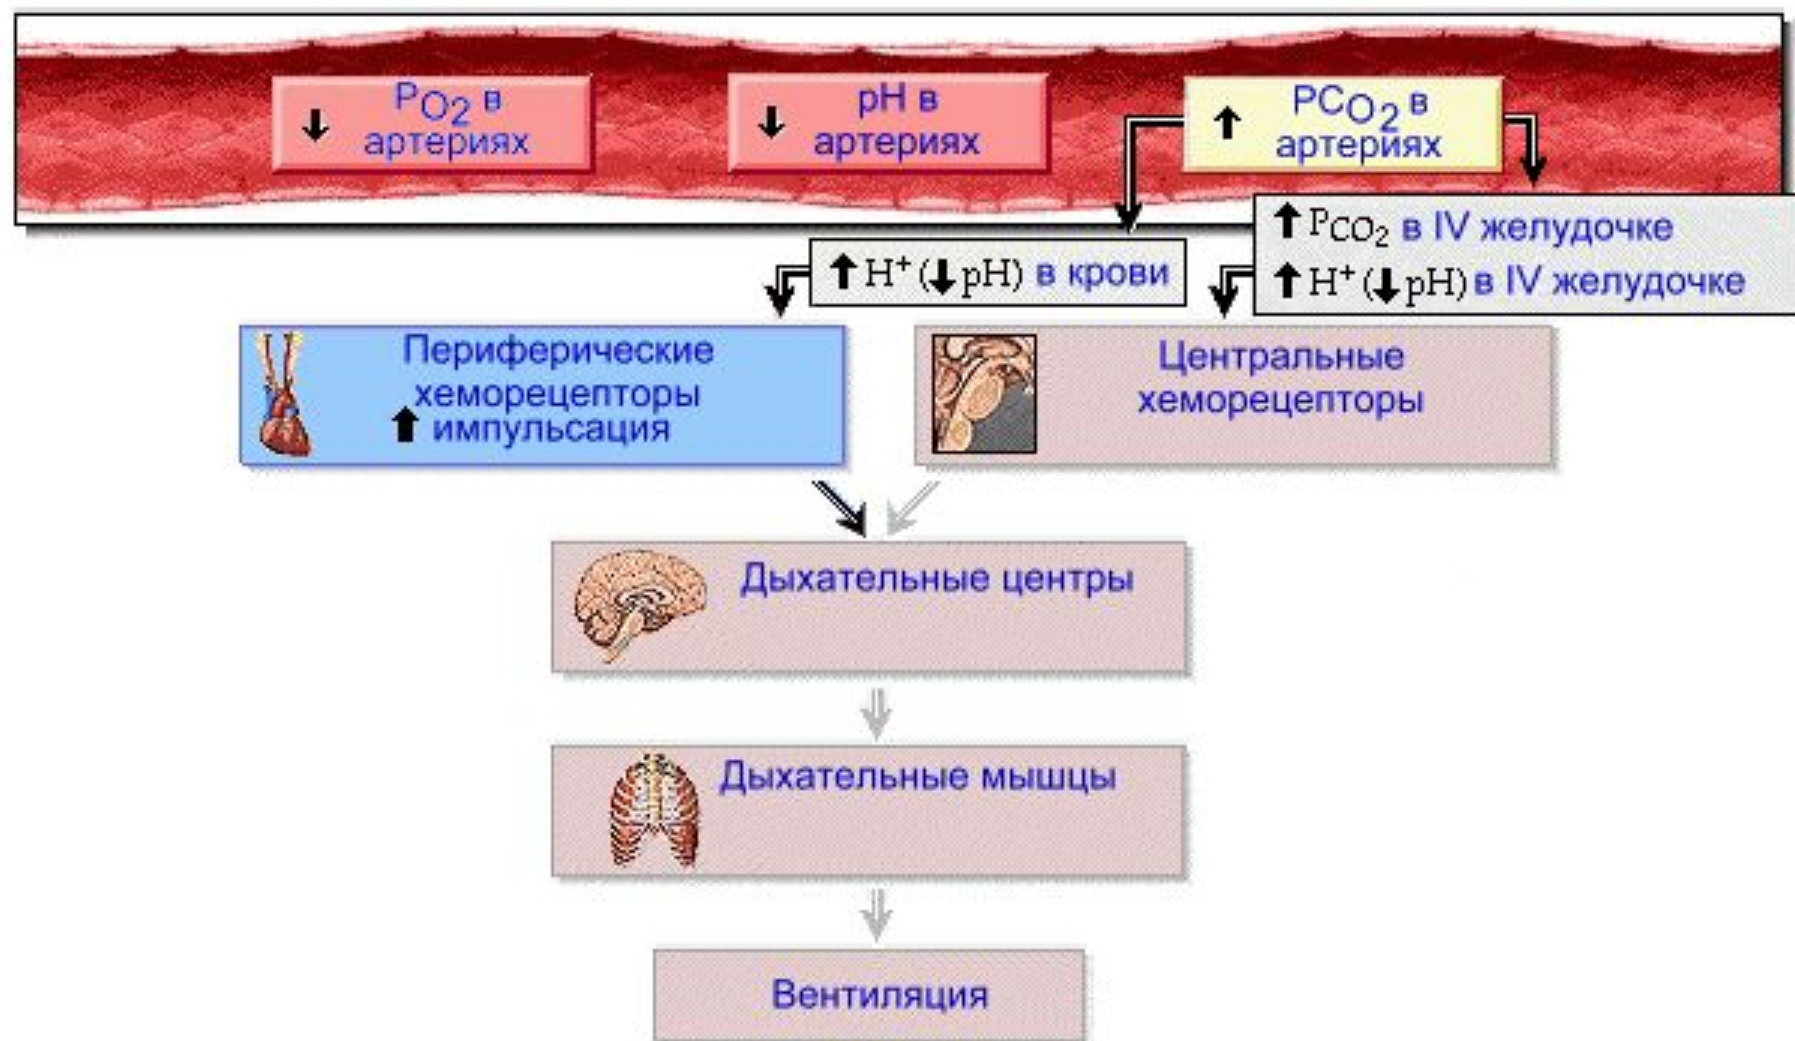 ↓ PO2 в
артериях
↓ pH в
артериях
↑ PCO2 в
артериях
↑ PCO2 в IV желудочке
↑ H+ (↓ pH) в IV желудочке
↑ H+ (↓ pH) в крови
Периферические
хеморецепторы
↑ импульсация
Центральные
хеморецепторы
Дыхательные центры
Дыхательные мышцы
Вентиляция